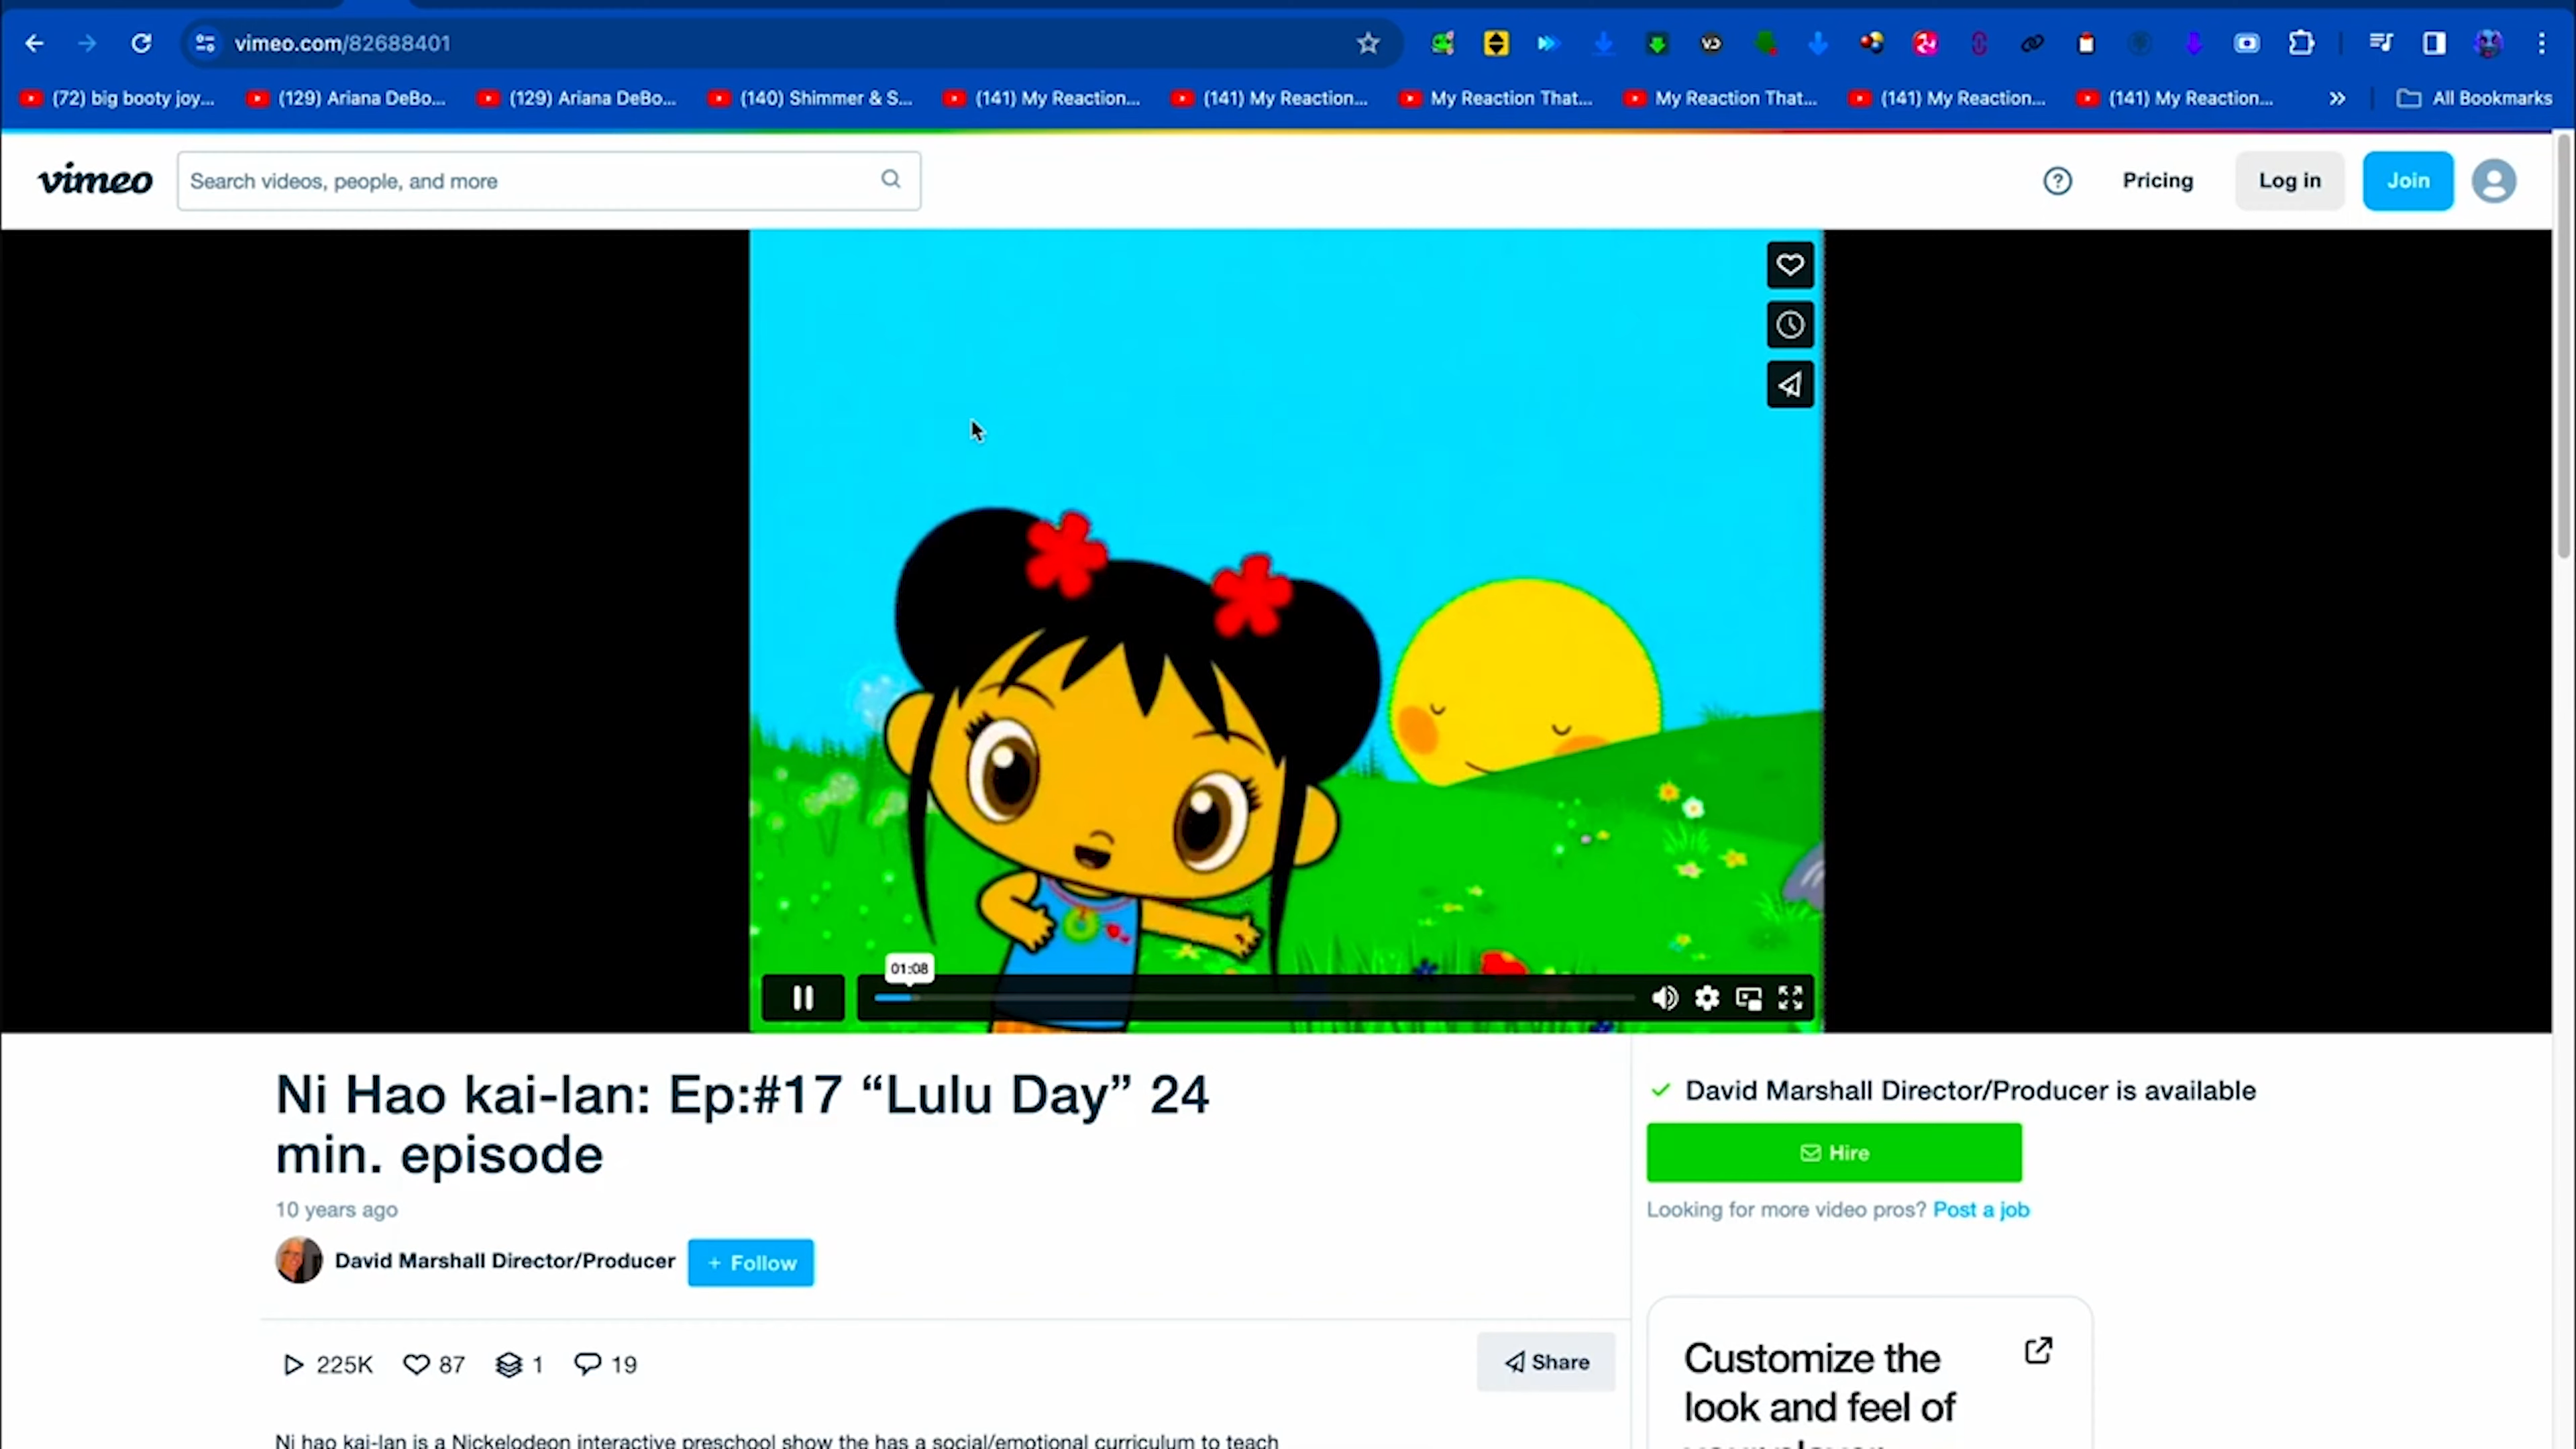 vimeo.com/82688401
(72) big booty joy...
(129) Ariana DeBo...
(129) Ariana DeBo...
(140) Shimmer & S...
(141) My Reaction...
(141) My Reaction...
My Reaction That...
My Reaction That...
(141) My Reaction...
(141) My Reaction...
All Bookmarks
vimeo
Search videos, people, and more
Pricing
Log in
Join
01:08
Ni Hao kai-lan: Ep:#17 “Lulu Day” 24
min. episode
10 years ago
David Marshall Director/Producer
+ Follow
225K
87
1
19
Share
Ni hao kai-lan is a Nickelodeon interactive preschool show the has a social/emotional curriculum to teach
David Marshall Director/Producer is available
Hire
Looking for more video pros? Post a job
Customize the
look and feel of
your player